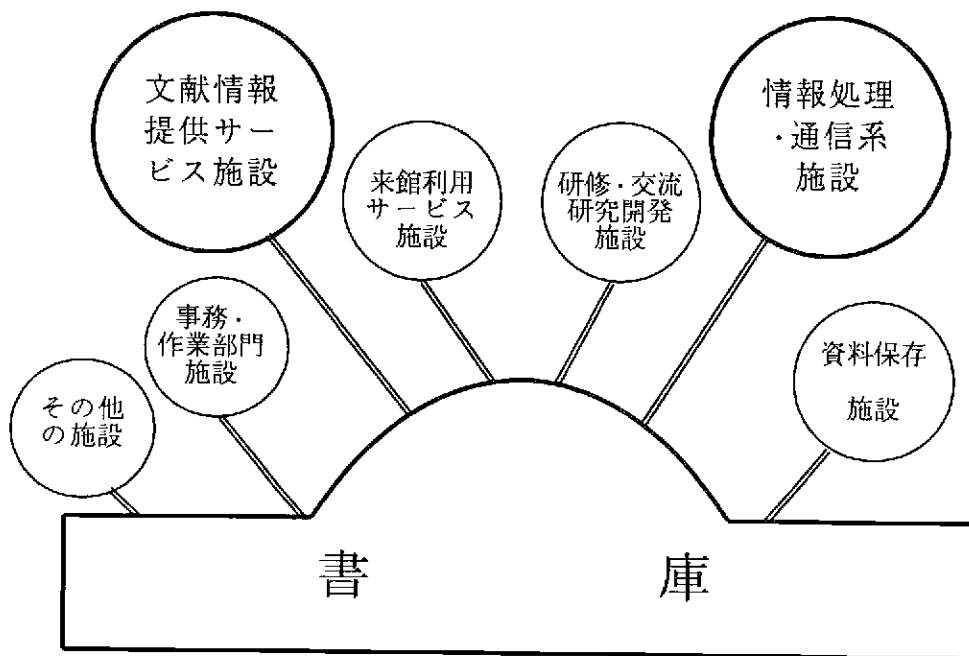 文献情報
提供サー
ビス施設
情報処理
・通信系
施設
来館利用
サービス
施設
研修・交流
研究開発
施設
事務・
作業部門
施設
資料保存
施設
その他
の施設
書庫